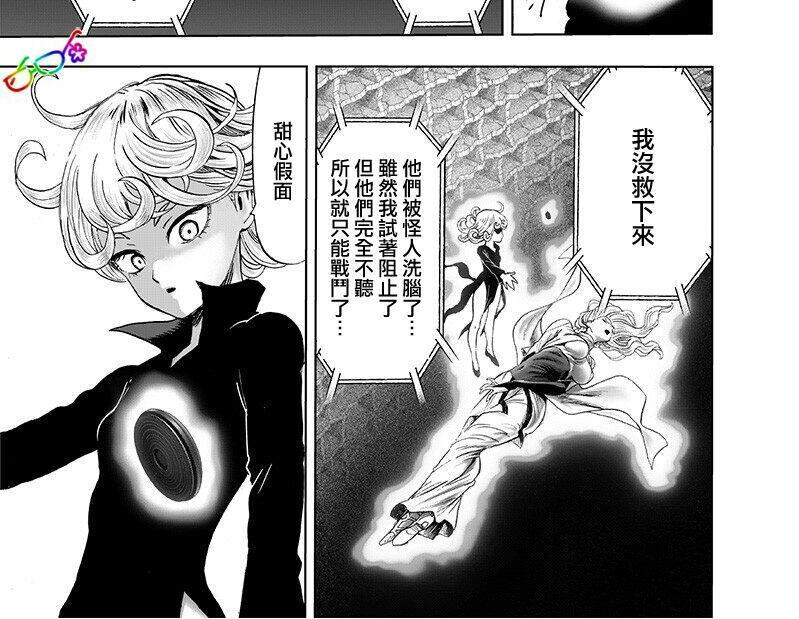 我沒救下來
他們被怪人洗腦了....
雖然我試著阻止了
但他們完全不聽
所以就只能戰鬥了....
甜心假面